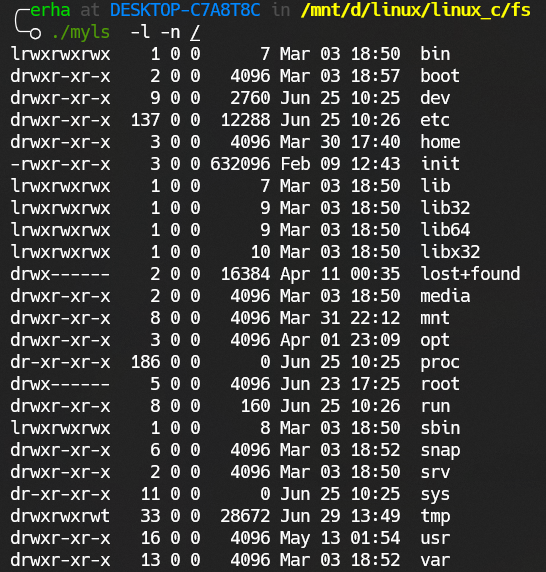 erha at DESKTOP-C7A8T8C in /mnt/d/linux/linux_c/fs
./myls -l -n /
lrwxrwxrwx 1 0 0 7 Mar 03 18:50 bin
drwxr-xr-x 2 0 0 4096 Mar 03 18:57 boot
drwxr-xr-x 9 0 0 2760 Jun 25 10:25 dev
drwxr-xr-x 137 0 0 12288 Jun 25 10:26 etc
drwxr-xr-x 3 0 0 4096 Mar 30 17:40 home
-rwxr-xr-x 3 0 0 632096 Feb 09 12:43 init
lrwxrwxrwx 1 0 0 7 Mar 03 18:50 lib
lrwxrwxrwx 1 0 0 9 Mar 03 18:50 lib32
lrwxrwxrwx 1 0 0 9 Mar 03 18:50 lib64
lrwxrwxrwx 1 0 0 10 Mar 03 18:50 libx32
drwx------ 2 0 0 16384 Apr 11 00:35 lost+found
drwxr-xr-x 2 0 0 4096 Mar 03 18:50 media
drwxr-xr-x 8 0 0 4096 Mar 31 22:12 mnt
drwxr-xr-x 3 0 0 4096 Apr 01 23:09 opt
dr-xr-xr-x 186 0 0 0 Jun 25 10:25 proc
drwx------ 5 0 0 4096 Jun 23 17:25 root
drwxr-xr-x 8 0 0 160 Jun 25 10:26 run
lrwxrwxrwx 1 0 0 8 Mar 03 18:50 sbin
drwxr-xr-x 6 0 0 4096 Mar 03 18:52 snap
drwxr-xr-x 2 0 0 4096 Mar 03 18:50 srv
dr-xr-xr-x 11 0 0 0 Jun 25 10:25 sys
drwxrwxrwt 33 0 0 28672 Jun 29 13:49 tmp
drwxr-xr-x 16 0 0 4096 May 13 01:54 usr
drwxr-xr-x 13 0 0 4096 Mar 03 18:52 var